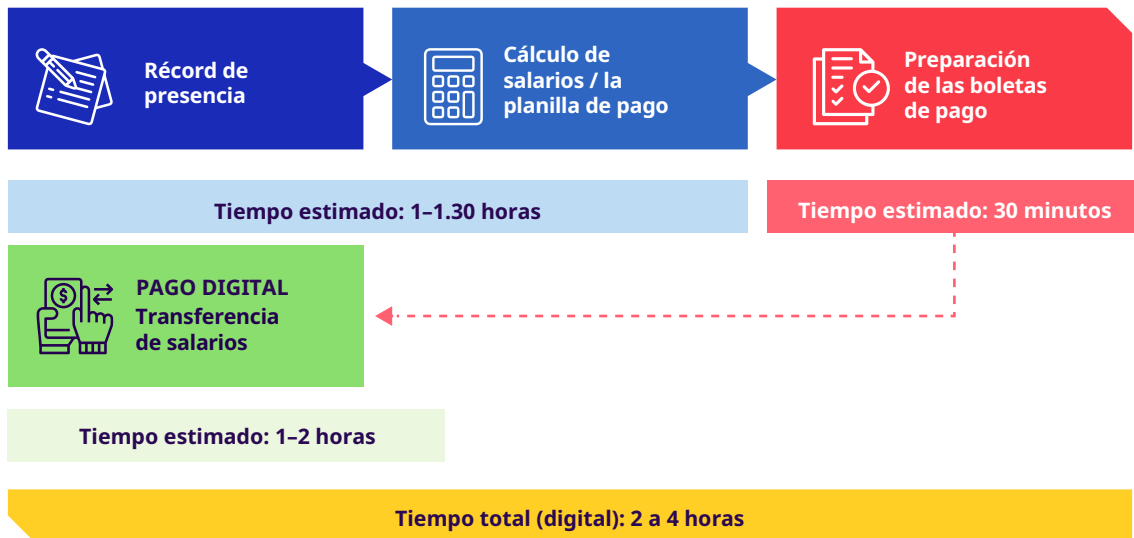 Récord de
presencia
Cálculo de
salarios / la
planilla de pago
Preparación
de las boletas
de pago
Tiempo estimado: 1–1.30 horas
Tiempo estimado: 30 minutos
$
PAGO DIGITAL
Transferencia
de salarios
Tiempo estimado: 1–2 horas
Tiempo total (digital): 2 a 4 horas